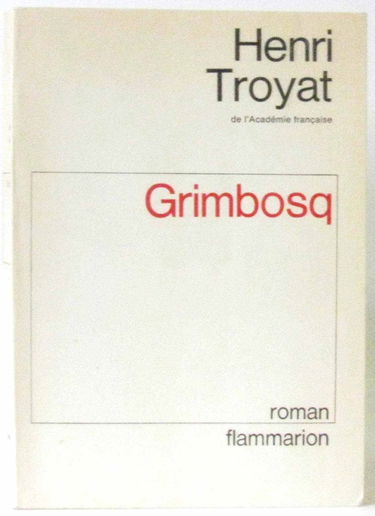 Henri
Troyat
de l'Académie française
Grimbosq
roman
flammarion